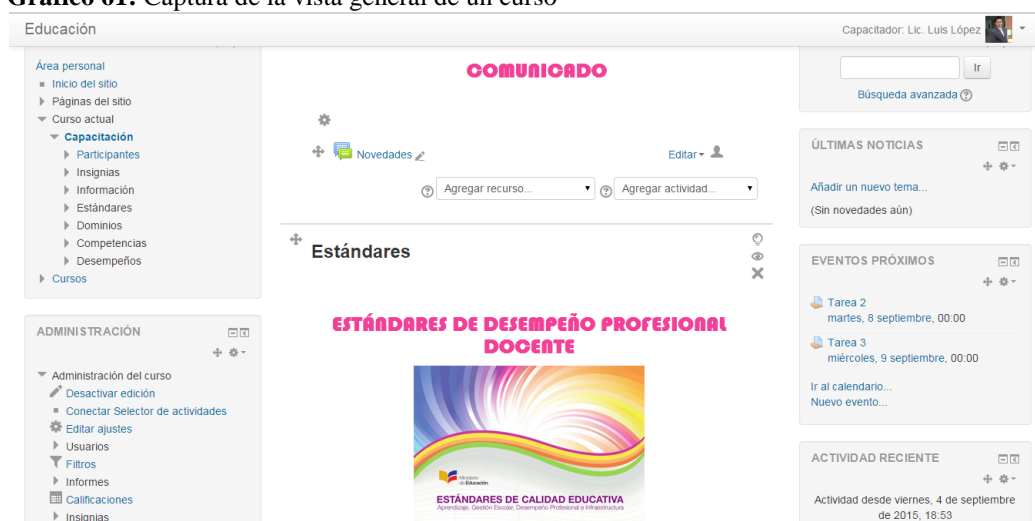 Gráfico 01: Captura de la vista general de un curso
Educación
Capacitador: Lic. Luis López
Área personal
Inicio del sitio
Páginas del sitio
Curso actual
Capacitación
Participantes
Insignias
Información
Estándares
Dominios
Competencias
Desempeños
Cursos
ADMINISTRACIÓN
Administración del curso
Desactivar edición
Conectar Selector de actividades
Editar ajustes
Usuarios
Filtros
Informes
Calificaciones
Insignias
COMUNICADO
Novedades
Editar
Agregar recurso...
Agregar actividad...
Estándares
ESTÁNDARES DE DESEMPEÑO PROFESIONAL
DOCENTE
Ministerio
de Educación
ESTÁNDARES DE CALIDAD EDUCATIVA
Aprendizaje, Gestión Escolar, Desempeño Profesional e Infraestructura
Ir
Búsqueda avanzada
ÚLTIMAS NOTICIAS
Añadir un nuevo tema...
(Sin novedades aún)
EVENTOS PRÓXIMOS
Tarea 2
martes, 8 septiembre, 00:00
Tarea 3
miércoles, 9 septiembre, 00:00
Ir al calendario...
Nuevo evento...
ACTIVIDAD RECIENTE
Actividad desde viernes, 4 de septiembre
de 2015, 18:53